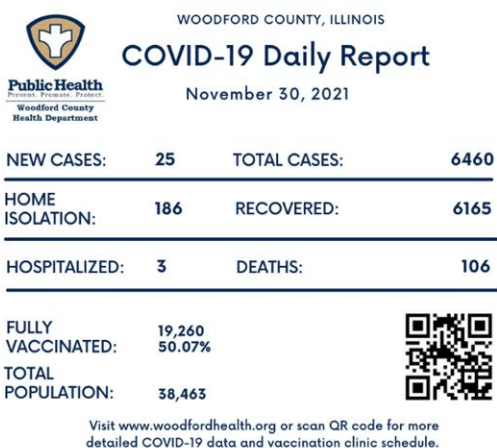 WOODFORD COUNTY, ILLINOIS
COVID-19 Daily Report
November 30, 2021
Public Health
Prevent. Promote. Protect.
Woodford County
Health Department
NEW CASES: 25 TOTAL CASES: 6460
HOME
ISOLATION: 186 RECOVERED: 6165
HOSPITALIZED: 3 DEATHS: 106
FULLY
VACCINATED: 19,260
50.07%
TOTAL
POPULATION: 38,463
Visit www.woodfordhealth.org or scan QR code for more
detailed COVID-19 data and vaccination clinic schedule.